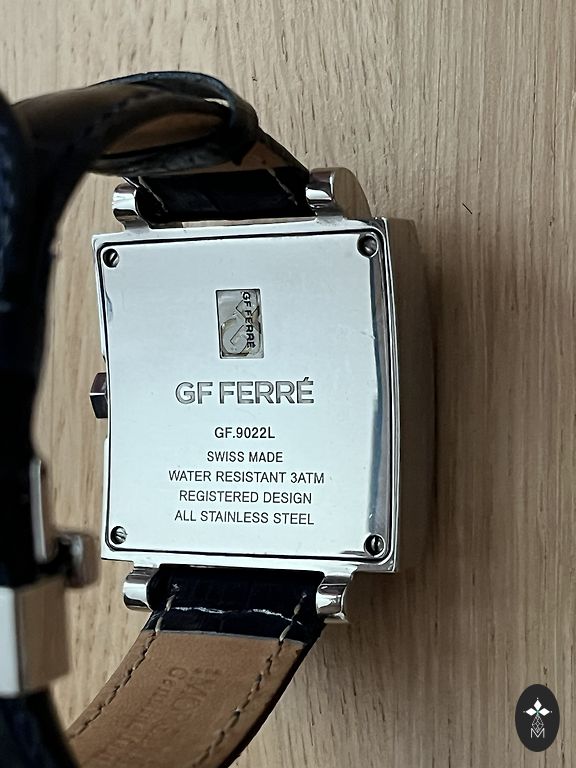 GF FERRÉ
GF FERRÉ
GF.9022L
SWISS MADE
WATER RESISTANT 3ATM
REGISTERED DESIGN
ALL STAINLESS STEEL
M